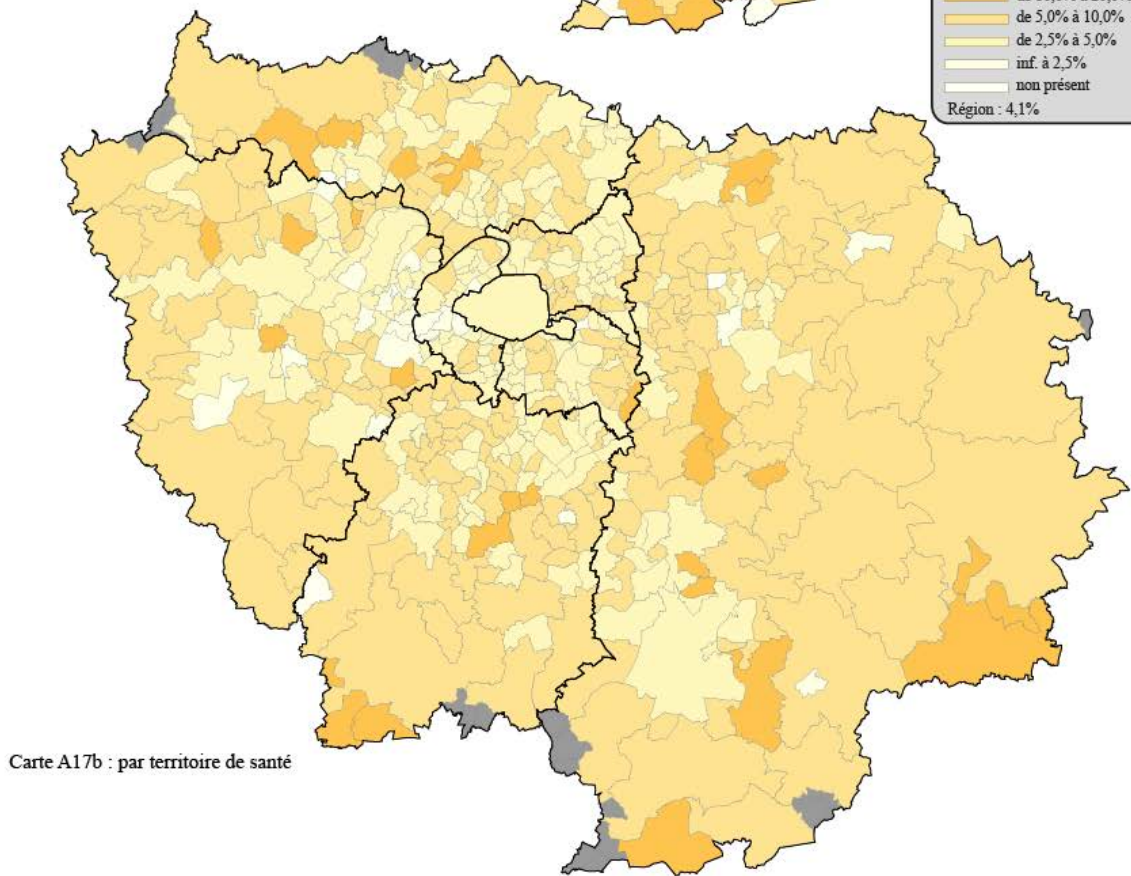 de 5,0% à 10,0%
de 2,5% à 5,0%
inf. à 2,5%
non présent
Région : 4,1%
Carte A17b : par territoire de santé